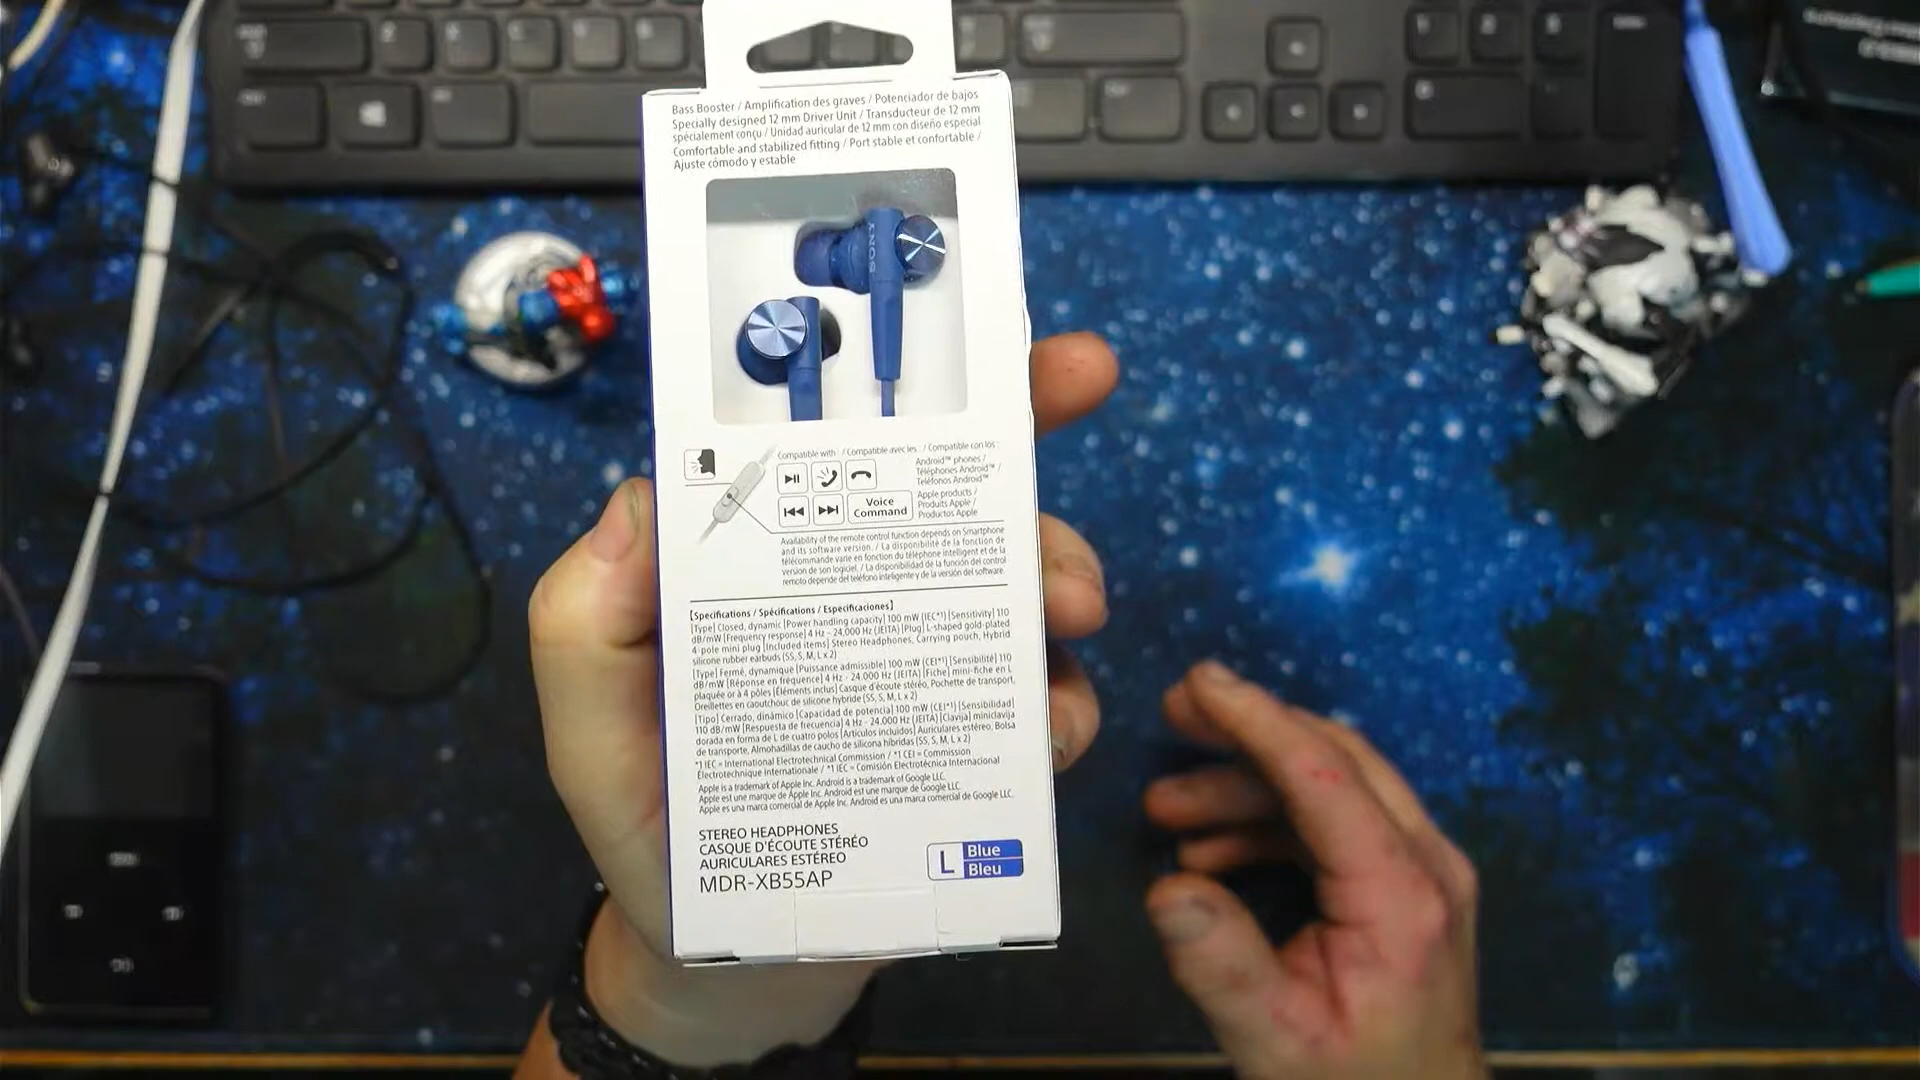 Bass Booster / Amplification des graves / Potenciador de bajos
Specially designed 12 mm Driver Unit / Transducteur de 12 mm
spécialement conçu / Unidad auricular de 12 mm con diseño especial
Comfortable and stabilized fitting / Port stable et confortable /
Ajuste cómodo y estable
SONY
Compatible with : / Compatible avec les : / Compatible con los :
Android™ phones /
Téléphones Android™ /
Teléfonos Android™
Voice
Command
Apple products /
Produits Apple /
Productos Apple
Availability of the remote control function depends on Smartphone
and its software version. / La disponibilité de la fonction de
télécommande varie en fonction du téléphone intelligent et de la
version de son logiciel. / La disponibilidad de la función del control
remoto depende del teléfono inteligente y de la versión del software.
[Specifications / Spécifications / Especificaciones]
|Type| Closed, dynamic |Power handling capacity| 100 mW (IEC*1) |Sensitivity| 110
dB/mW |Frequency response| 4 Hz - 24,000 Hz (JEITA) |Plug| L-shaped gold-plated
4-pole mini plug |Included items| Stereo Headphones, Carrying pouch, Hybrid
silicone rubber earbuds (SS, S, M, L x 2)
|Type| Fermé, dynamique |Puissance admissible| 100 mW (CEI*1) |Sensibilité| 110
dB/mW |Réponse en fréquence| 4 Hz - 24.000 Hz (JEITA) |Fiche| mini-fiche en L
plaquée or à 4 pôles |Éléments inclus| Casque d'écoute stéréo, Pochette de transport,
Oreillettes en caoutchouc de silicone hybride (SS, S, M, L x 2)
|Tipo| Cerrado, dinámico |Capacidad de potencia| 100 mW (CEI*1) |Sensibilidad|
110 dB/mW |Respuesta de frecuencia| 4 Hz - 24.000 Hz (JEITA) |Clavija| miniclavija
dorada en forma de L de cuatro polos |Artículos incluidos| Auriculares estéreo, Bolsa
de transporte, Almohadillas de caucho de silicona híbridas (SS, S, M, L x 2)
*1 IEC = International Electrotechnical Commission / *1 CEI = Commission
Électrotechnique Internationale / *1 IEC = Comisión Electrotécnica Internacional
Apple is a trademark of Apple Inc. Android is a trademark of Google LLC.
Apple est une marque de Apple Inc. Android est une marque de Google LLC.
Apple es una marca comercial de Apple Inc. Android es una marca comercial de Google LLC.
STEREO HEADPHONES
CASQUE D'ÉCOUTE STÉRÉO
AURICULARES ESTÉREO
MDR-XB55AP
L Blue
Bleu